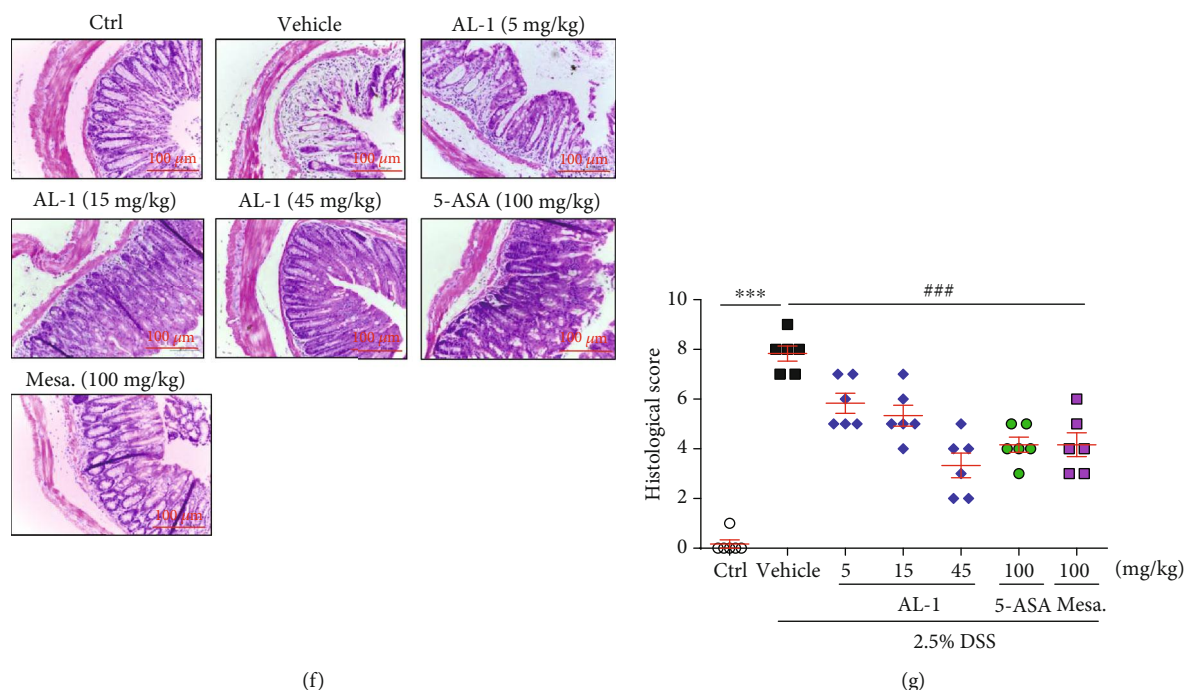 Ctrl
Vehicle
AL-1 (5 mg/kg)
100 μm
100 μm
100 μm
AL-1 (15 mg/kg)
AL-1 (45 mg/kg)
5-ASA (100 mg/kg)
100 μm
100 μm
100 μm
Mesa. (100 mg/kg)
100 μm
(f)
Histological score
10
8
6
4
2
0
***
###
Ctrl Vehicle 5 15 45 100 100 (mg/kg)
AL-1 5-ASA Mesa.
2.5% DSS
(g)